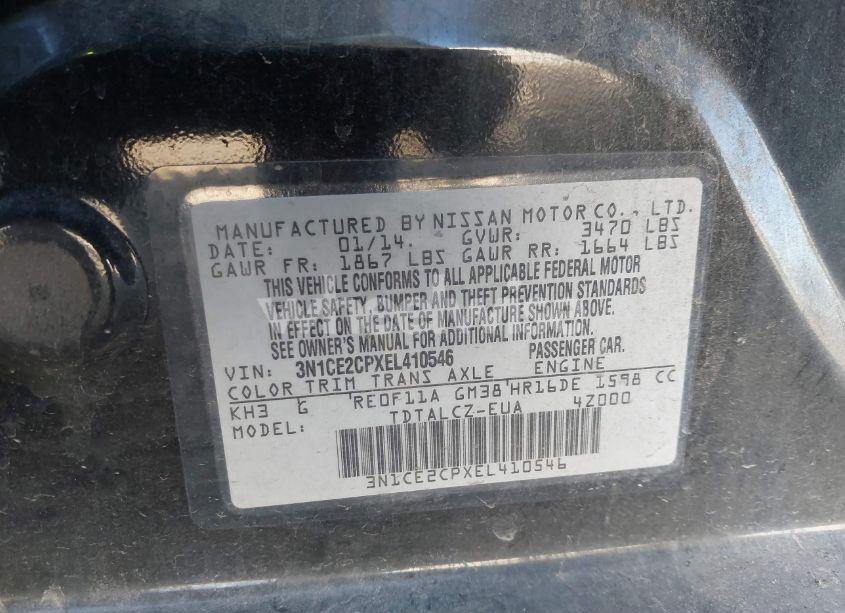 MANUFACTURED BY NISSAN MOTOR CO., LTD.
DATE: 01/14. GVWR: 3470 LBS
GAWR FR: 1867 LBS GAWR RR: 1664 LBS
THIS VEHICLE CONFORMS TO ALL APPLICABLE FEDERAL MOTOR
VEHICLE SAFETY, BUMPER AND THEFT PREVENTION STANDARDS
IN EFFECT ON THE DATE OF MANUFACTURE SHOWN ABOVE.
SEE OWNER'S MANUAL FOR ADDITIONAL INFORMATION.
VIN: 3N1CE2CPXEL410546 PASSENGER CAR.
COLOR TRIM TRANS AXLE ENGINE
KH3 G RE0F11A GM38 HR16DE 1598 CC
MODEL: TDTALCZ-EUA 4Z000
3N1CE2CPXEL410546